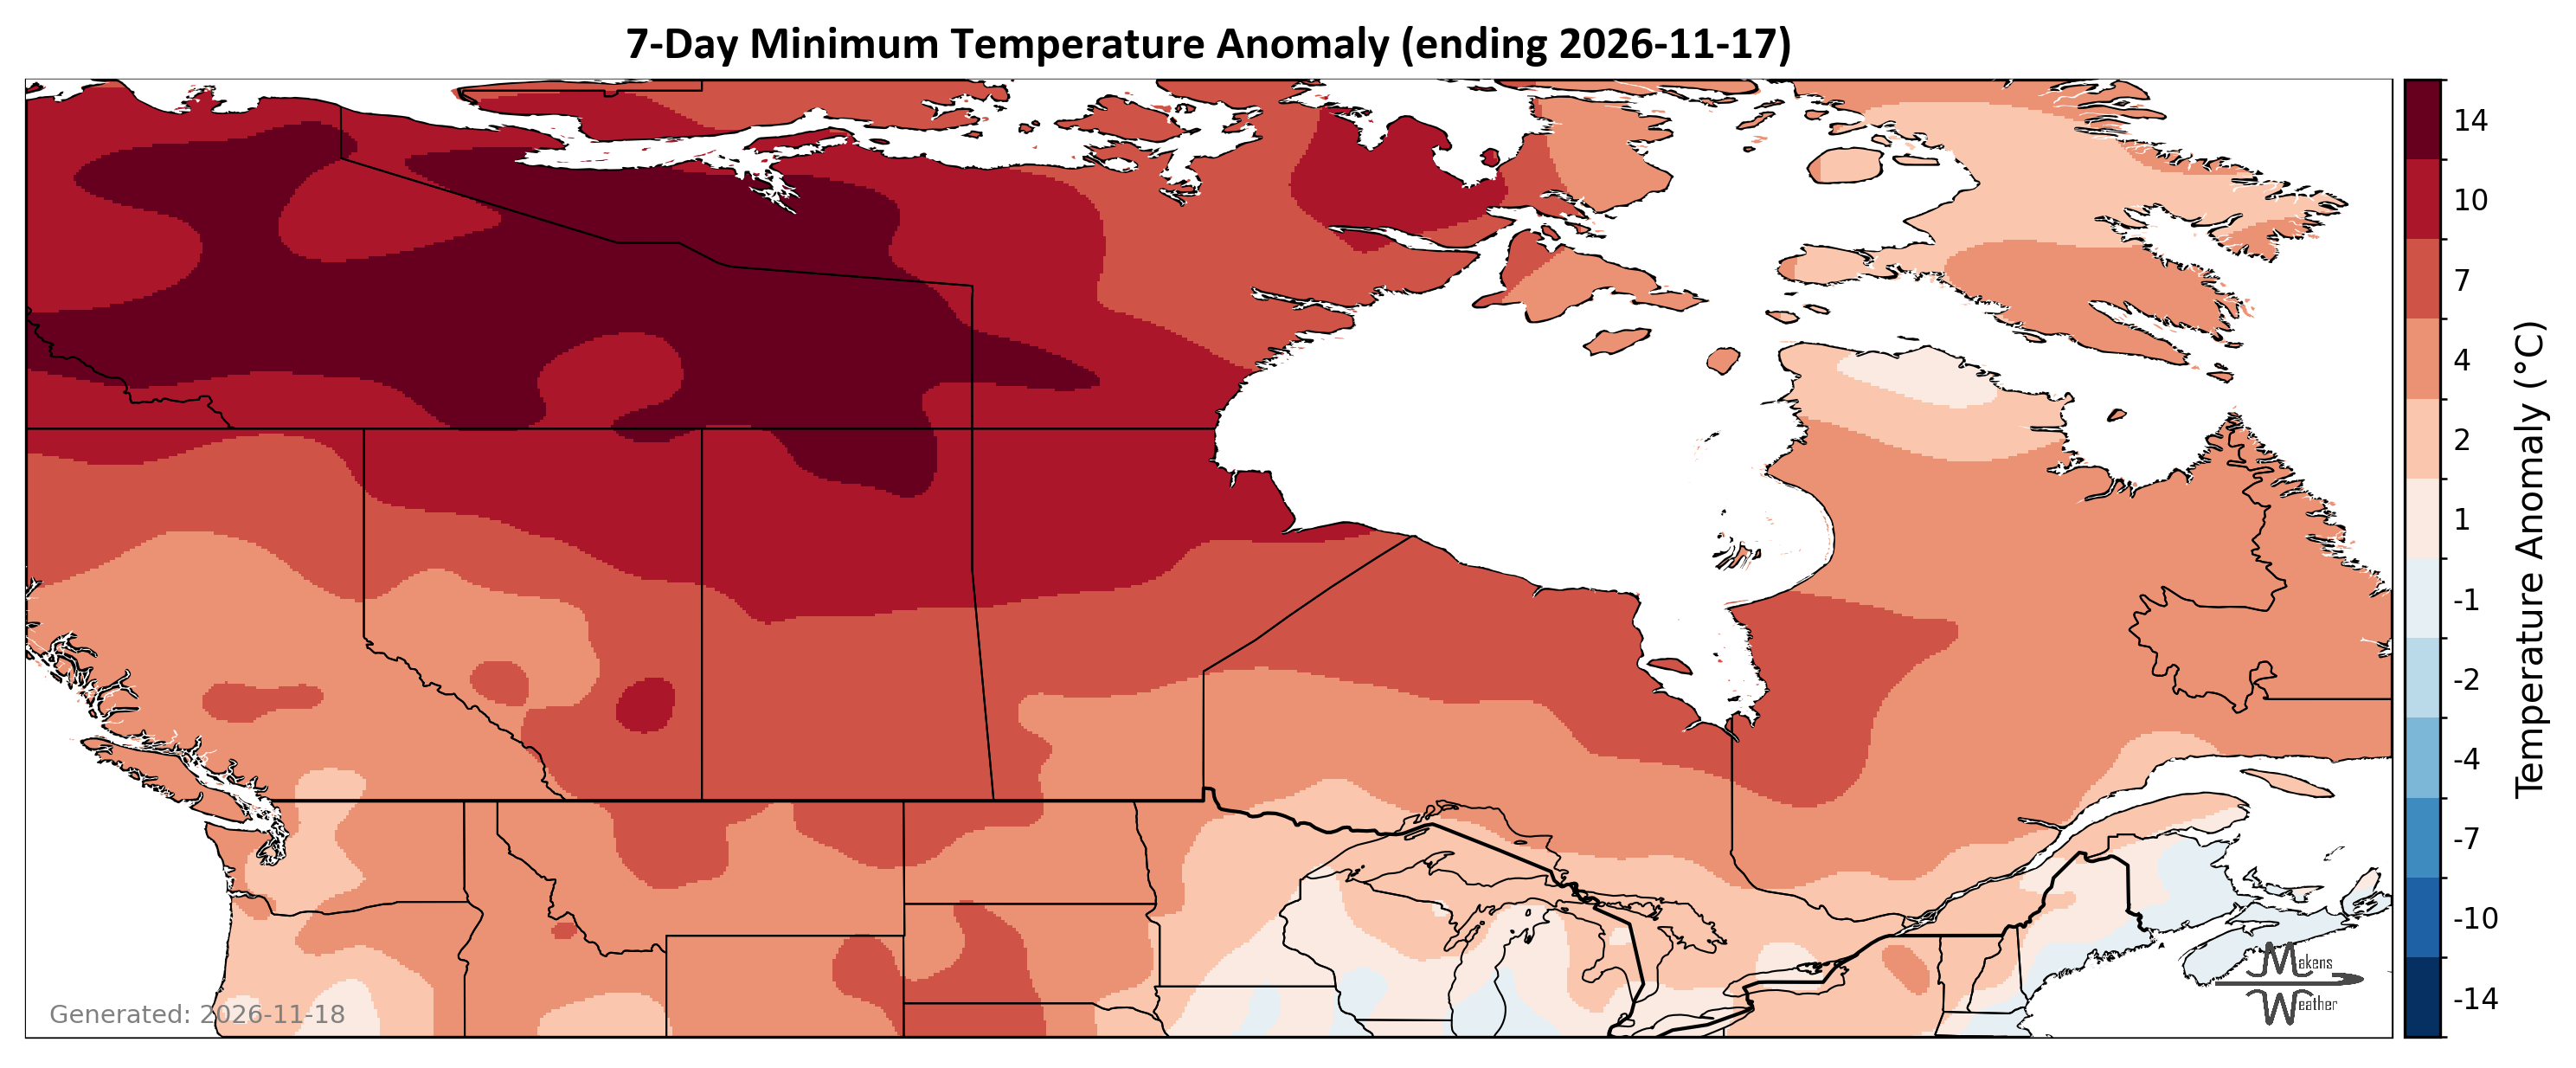 7-Day Minimum Temperature Anomaly (ending 2026-11-17)
14
10
7
4
2
1
-1
-2
-4
-7
-10
-14
Temperature Anomaly (°C)
Generated: 2026-11-18
Makens
Weather